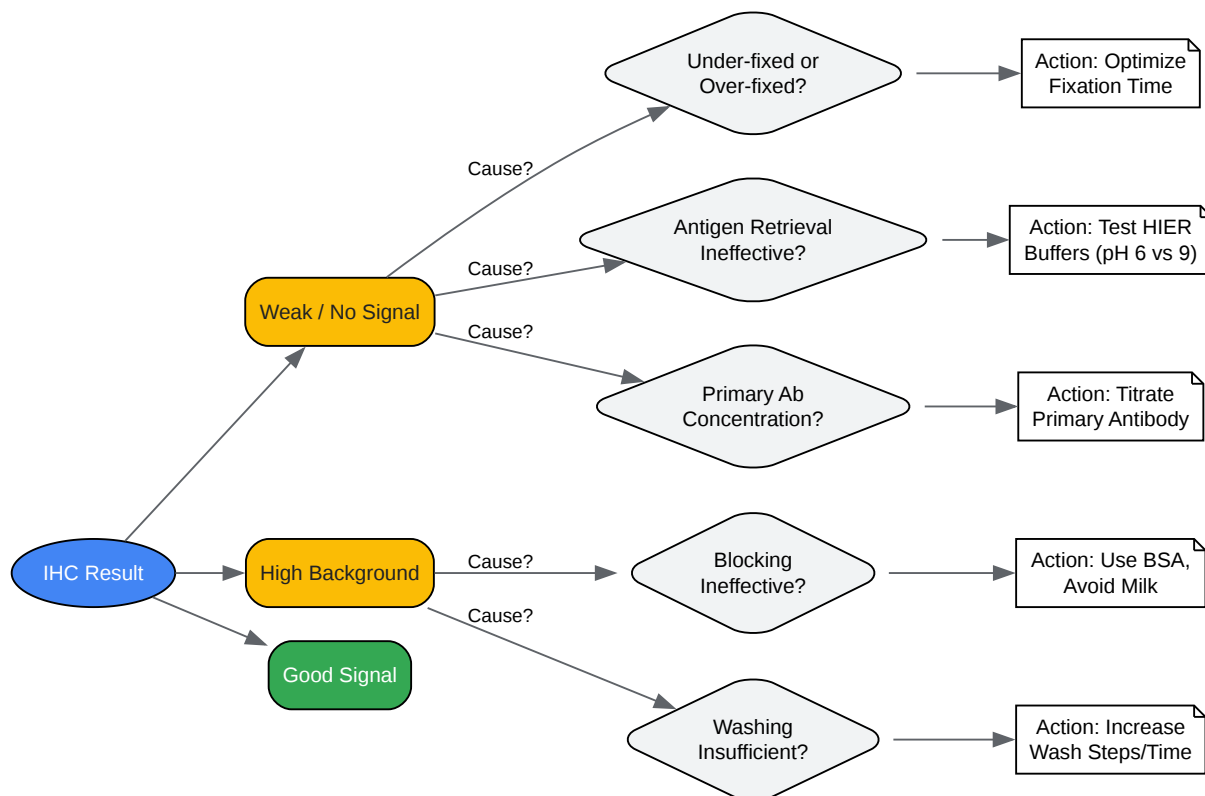 Under-fixed or
Over-fixed?
Action: Optimize
Fixation Time
Cause?
Antigen Retrieval
Ineffective?
Action: Test HIER
Buffers (pH 6 vs 9)
Cause?
Weak / No Signal
Cause?
Primary Ab
Concentration?
Action: Titrate
Primary Antibody
IHC Result
High Background
Cause?
Blocking
Ineffective?
Action: Use BSA,
Avoid Milk
Cause?
Good Signal
Washing
Insufficient?
Action: Increase
Wash Steps/Time